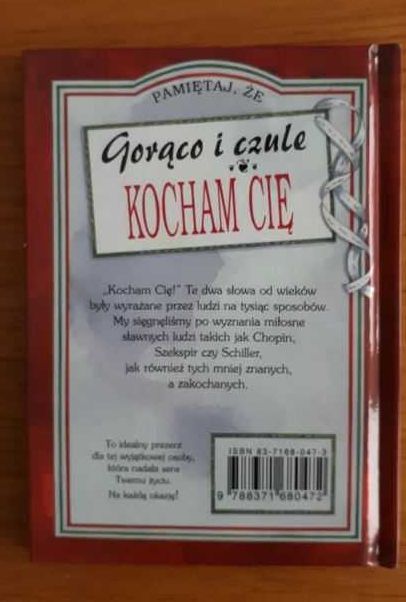 PAMIĘTAJ, ŻE
Gorąco i czule
KOCHAM CIĘ
„Kocham Cię!" Te dwa słowa od wieków
były wyrażane przez ludzi na tysiąc sposobów.
My sięgnęliśmy po wyznania miłosne
sławnych ludzi takich jak Chopin,
Szekspir czy Schiller,
jak również tych mniej znanych,
a zakochanych.
To idealny prezent
dla tej wyjątkowej osoby,
która nadała sens
Twemu życiu.
Na każdą okazję!
ISBN 83-7168-047-3
9 788371 680472